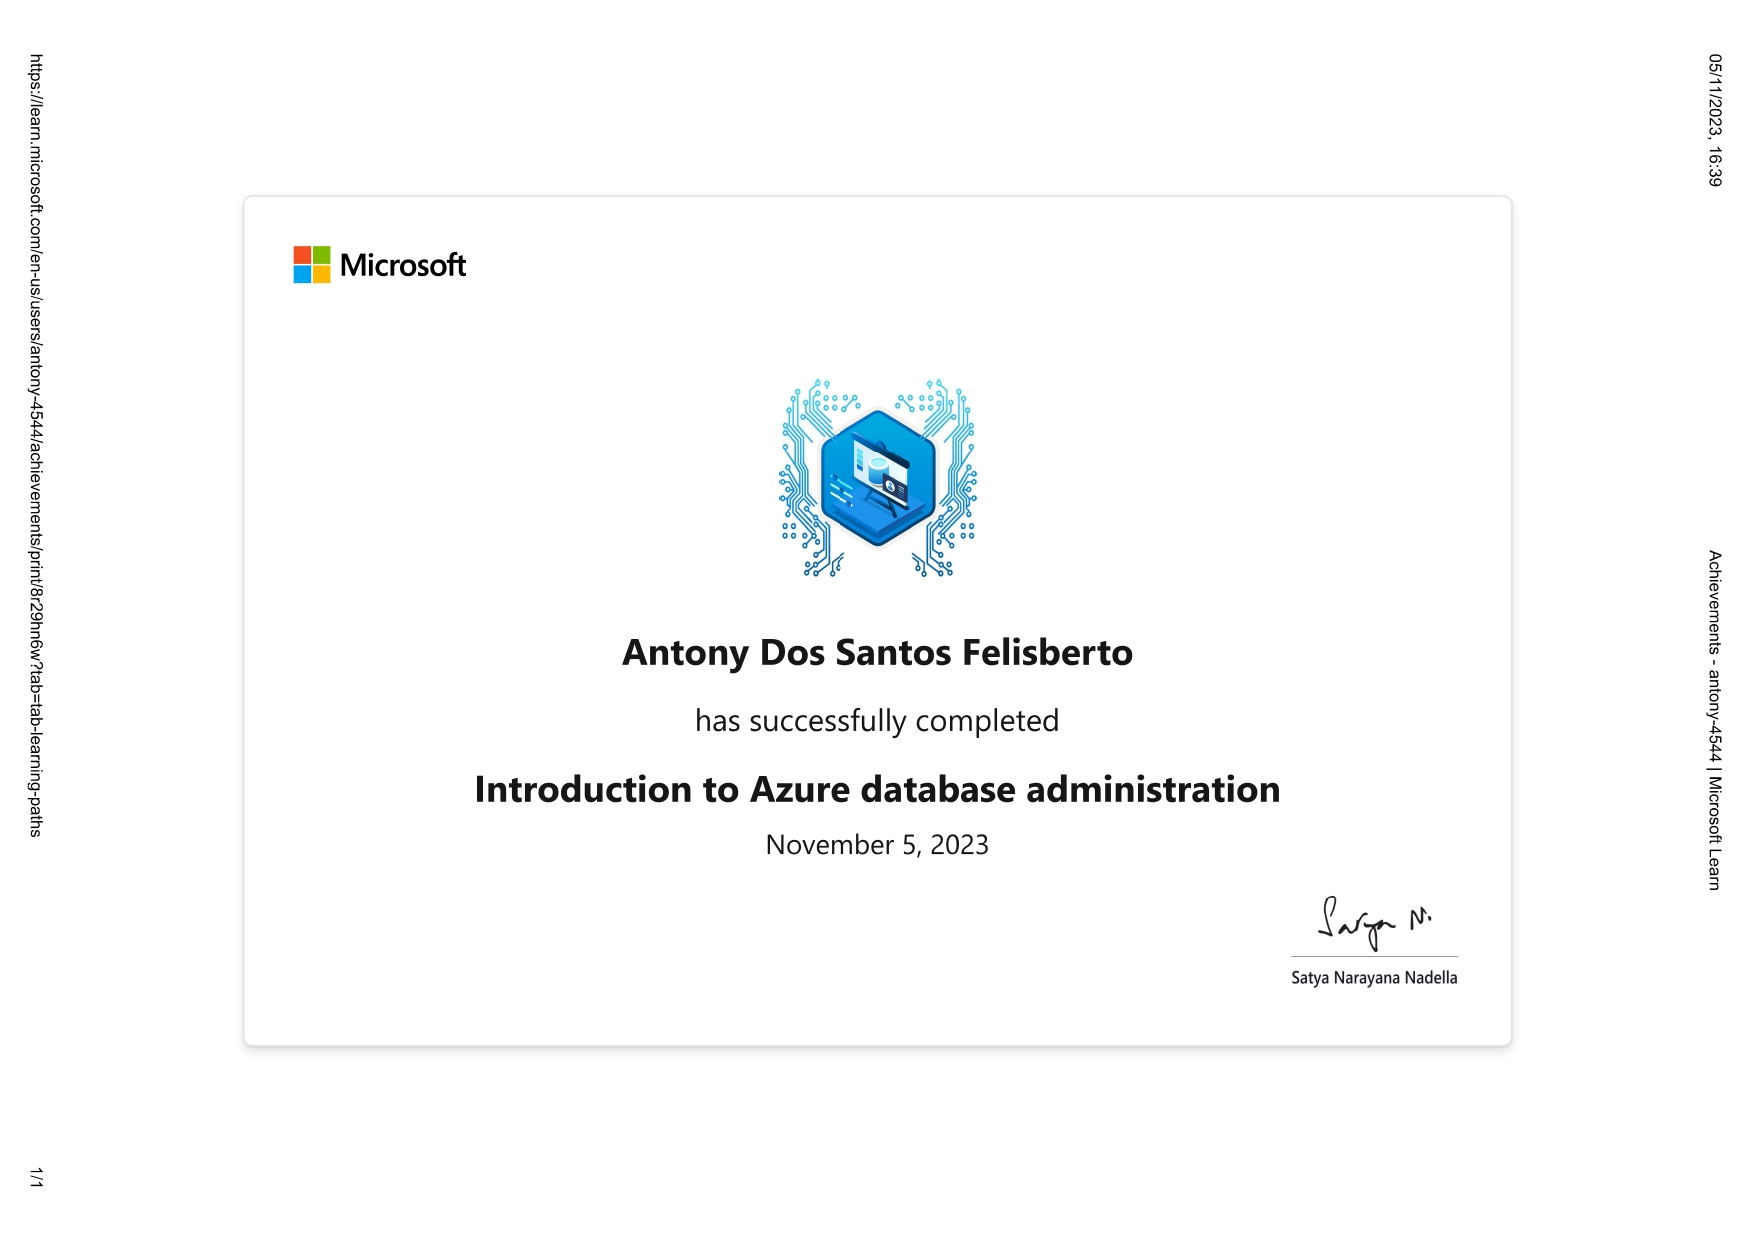 05/11/2023, 16:39
Achievements - antony-4544 | Microsoft Learn
Microsoft
Antony Dos Santos Felisberto
has successfully completed
Introduction to Azure database administration
November 5, 2023
Satya N.
Satya Narayana Nadella
https://learn.microsoft.com/en-us/users/antony-4544/achievements/print/8r29hn6w?tab=tab-learning-paths
1/1